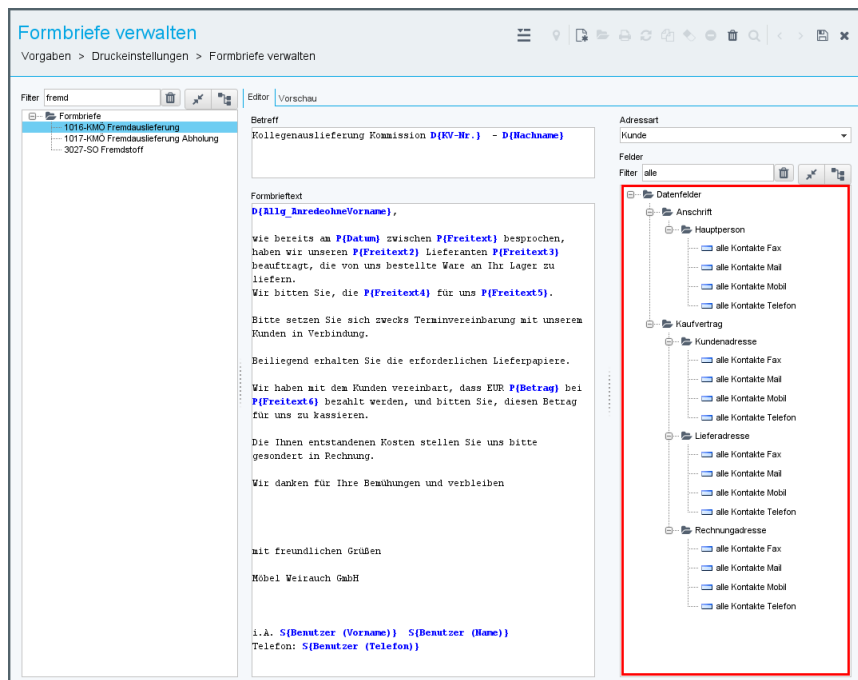 Formbriefe verwalten
Vorgaben > Druckeinstellungen > Formbriefe verwalten
Filter fremd
Formbriefe
1016-KMÖ Fremdauslieferung
1017-KMÖ Fremdauslieferung Abholung
3027-SO Fremdstoff
Editor Vorschau
Betreff
Kollegenauslieferung Kommission D{KV-Nr.} - D{Nachname}
Formbrieftext
D{Allg_AnredeohneVorname},
wie bereits am P{Datum} zwischen P{Freitext} besprochen,
haben wir unseren P{Freitext2} Lieferanten P{Freitext3}
beauftragt, die von uns bestellte Ware an Ihr Lager zu
liefern.
Wir bitten Sie, die P{Freitext4} für uns P{Freitext5}.
Bitte setzen Sie sich zwecks Terminvereinbarung mit unserem
Kunden in Verbindung.
Beiliegend erhalten Sie die erforderlichen Lieferpapiere.
Wir haben mit dem Kunden vereinbart, dass EUR P{Betrag} bei
P{Freitext6} bezahlt werden, und bitten Sie, diesen Betrag
für uns zu kassieren.
Die Ihnen entstandenen Kosten stellen Sie uns bitte
gesondert in Rechnung.
Wir danken für Ihre Bemühungen und verbleiben
mit freundlichen Grüßen
Möbel Weirauch GmbH
i.A. S{Benutzer (Vorname)} S{Benutzer (Name)}
Telefon: S{Benutzer (Telefon)}
Adressart
Kunde
Felder
Filter alle
Datenfelder
Anschrift
Hauptperson
alle Kontakte Fax
alle Kontakte Mail
alle Kontakte Mobil
alle Kontakte Telefon
Kaufvertrag
Kundenadresse
alle Kontakte Fax
alle Kontakte Mail
alle Kontakte Mobil
alle Kontakte Telefon
Lieferadresse
alle Kontakte Fax
alle Kontakte Mail
alle Kontakte Mobil
alle Kontakte Telefon
Rechnungadresse
alle Kontakte Fax
alle Kontakte Mail
alle Kontakte Mobil
alle Kontakte Telefon